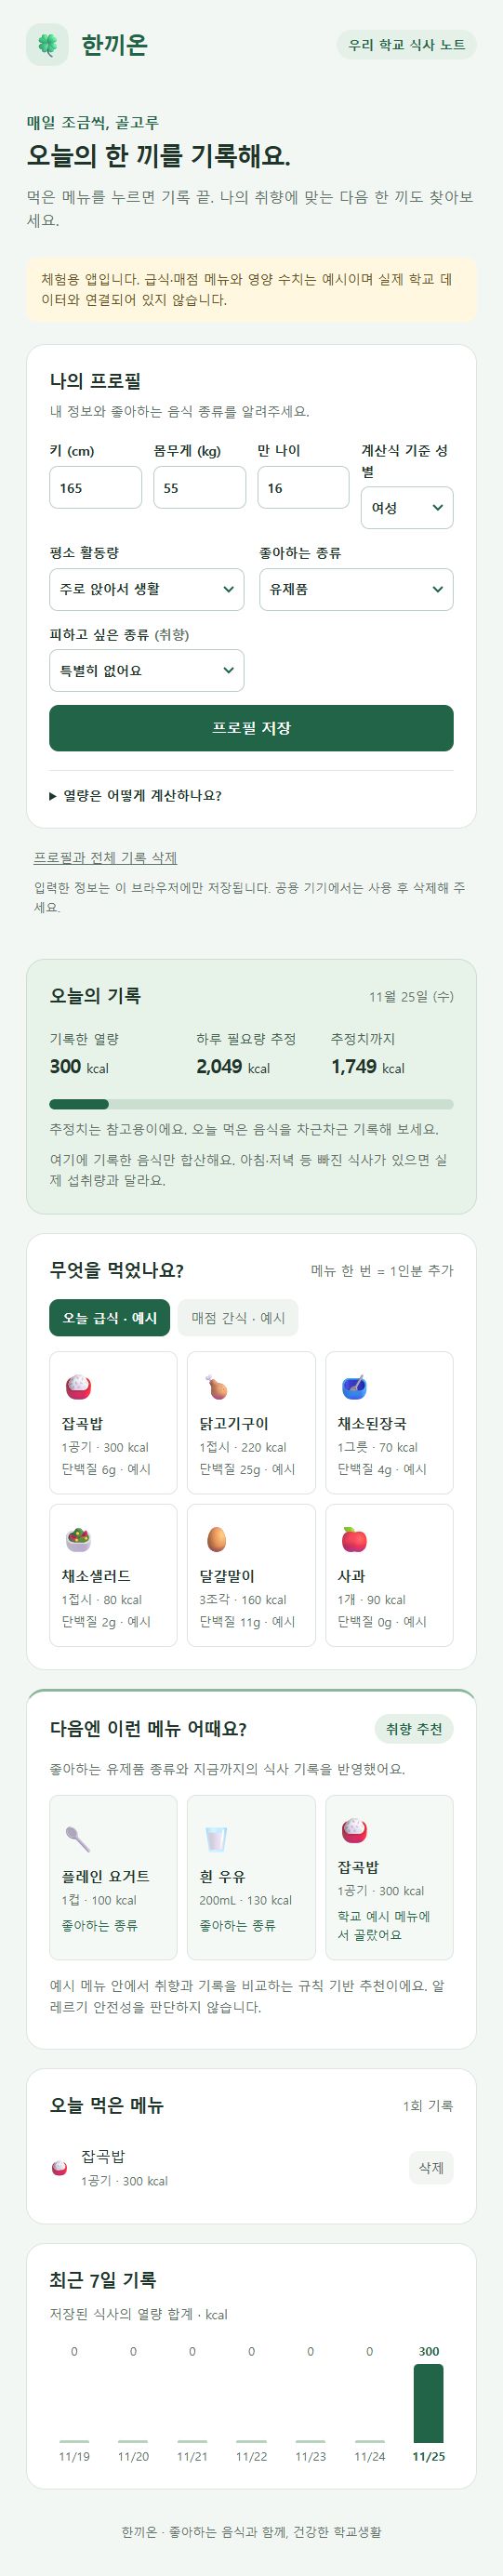 한끼온
우리 학교 식사 노트
매일 조금씩, 골고루
오늘의 한 끼를 기록해요.
먹은 메뉴를 누르면 기록 끝. 나의 취향에 맞는 다음 한 끼도 찾아보
세요.
체험용 앱입니다. 급식·매점 메뉴와 영양 수치는 예시이며 실제 학교 데
이터와 연결되어 있지 않습니다.
나의 프로필
내 정보와 좋아하는 음식 종류를 알려주세요.
키 (cm)
165
몸무게 (kg)
55
만 나이
16
계산식 기준 성
별
여성
평소 활동량
주로 앉아서 생활
좋아하는 종류
유제품
피하고 싶은 종류 (취향)
특별히 없어요
프로필 저장
▶ 열량은 어떻게 계산하나요?
프로필과 전체 기록 삭제
입력한 정보는 이 브라우저에만 저장됩니다. 공용 기기에서는 사용 후 삭제해 주
세요.
오늘의 기록
11월 25일 (수)
기록한 열량
300 kcal
하루 필요량 추정
2,049 kcal
추정치까지
1,749 kcal
추정치는 참고용이에요. 오늘 먹은 음식을 차근차근 기록해 보세요.
여기에 기록한 음식만 합산해요. 아침·저녁 등 빠진 식사가 있으면 실
제 섭취량과 달라요.
무엇을 먹었나요?
메뉴 한 번 = 1인분 추가
오늘 급식 · 예시
매점 간식 · 예시
잡곡밥
1공기 · 300 kcal
단백질 6g · 예시
닭고기구이
1접시 · 220 kcal
단백질 25g · 예시
채소된장국
1그릇 · 70 kcal
단백질 4g · 예시
채소샐러드
1접시 · 80 kcal
단백질 2g · 예시
달걀말이
3조각 · 160 kcal
단백질 11g · 예시
사과
1개 · 90 kcal
단백질 0g · 예시
다음엔 이런 메뉴 어때요?
취향 추천
좋아하는 유제품 종류와 지금까지의 식사 기록을 반영했어요.
플레인 요거트
1컵 · 100 kcal
좋아하는 종류
흰 우유
200mL · 130 kcal
좋아하는 종류
잡곡밥
1공기 · 300 kcal
학교 예시 메뉴에
서 골랐어요
예시 메뉴 안에서 취향과 기록을 비교하는 규칙 기반 추천이에요. 알
레르기 안전성을 판단하지 않습니다.
오늘 먹은 메뉴
1회 기록
잡곡밥
1공기 · 300 kcal
삭제
최근 7일 기록
저장된 식사의 열량 합계 · kcal
0 0 0 0 0 0 300
11/19 11/20 11/21 11/22 11/23 11/24 11/25
한끼온 · 좋아하는 음식과 함께, 건강한 학교생활